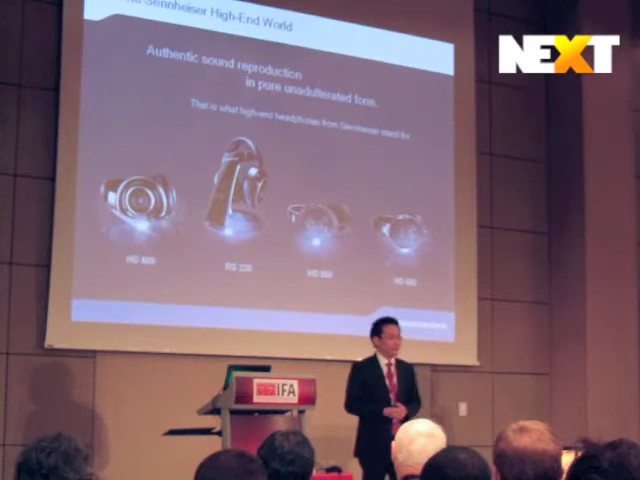 The Sennheiser High-End World
NEXT
Authentic sound reproduction
in pure unadulterated form.
That is what high-end headphones from Sennheiser stand for
HD 800
RS 220
HD 650
IFA